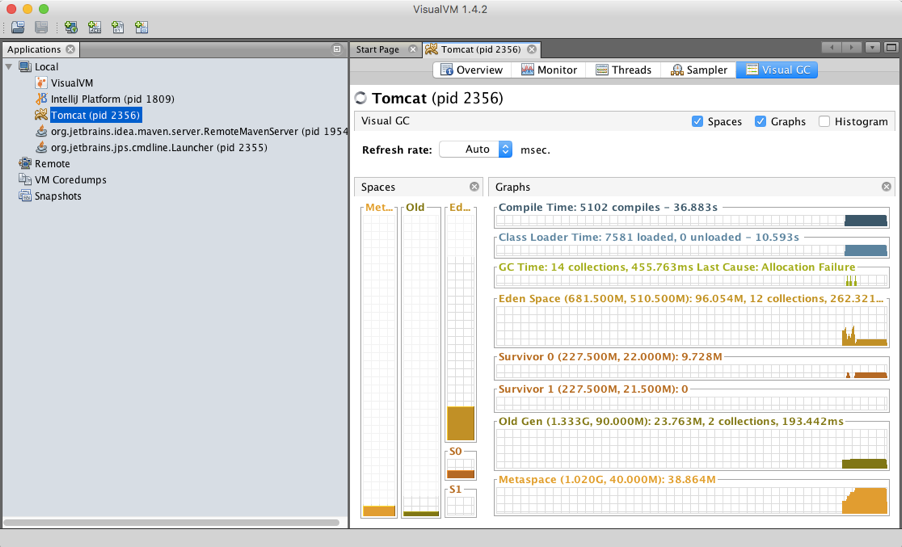 VisualVM 1.4.2
Applications
Start Page
Tomcat (pid 2356)
Local
VisualVM
IntelliJ Platform (pid 1809)
Tomcat (pid 2356)
org.jetbrains.idea.maven.server.RemoteMavenServer (pid 1954
org.jetbrains.jps.cmdline.Launcher (pid 2355)
Remote
VM Coredumps
Snapshots
Overview
Monitor
Threads
Sampler
Visual GC
Tomcat (pid 2356)
Visual GC
Spaces
Graphs
Histogram
Refresh rate: Auto msec.
Spaces
Met...
Old
Ed...
S0
S1
Graphs
Compile Time: 5102 compiles - 36.883s
Class Loader Time: 7581 loaded, 0 unloaded - 10.593s
GC Time: 14 collections, 455.763ms Last Cause: Allocation Failure
Eden Space (681.500M, 510.500M): 96.054M, 12 collections, 262.321...
Survivor 0 (227.500M, 22.000M): 9.728M
Survivor 1 (227.500M, 21.500M): 0
Old Gen (1.333G, 90.000M): 23.763M, 2 collections, 193.442ms
Metaspace (1.020G, 40.000M): 38.864M